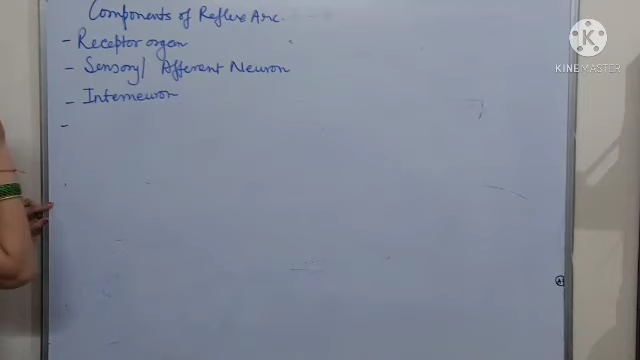 Components of Reflex Arc.
- Receptor organ
- Sensory/ Afferent Neuron
- Interneuron
-
K
KINEMASTER